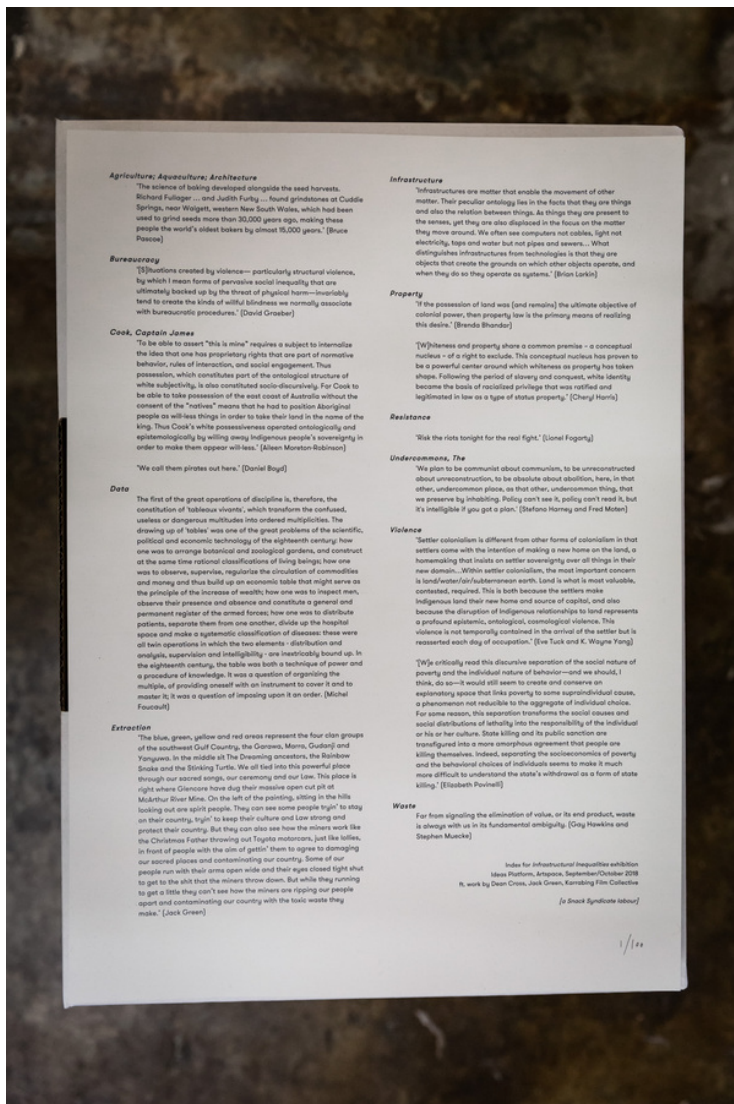 Agriculture; Aquaculture; Architecture
'The science of baking developed alongside the seed harvests.
Richard Fullager ... and Judith Furby ... found grindstones at Cuddie
Springs, near Walgett, western New South Wales, which had been
used to grind seeds more than 30,000 years ago, making these
people the world's oldest bakers by almost 15,000 years.' (Bruce
Pascoe)
Bureaucracy
'[S]ituations created by violence— particularly structural violence,
by which I mean forms of pervasive social inequality that are
ultimately backed up by the threat of physical harm—invariably
tend to create the kinds of willful blindness we normally associate
with bureaucratic procedures.' (David Graeber)
Cook, Captain James
'To be able to assert "this is mine" requires a subject to internalize
the idea that one has proprietary rights that are part of normative
behavior, rules of interaction, and social engagement. Thus
possession, which constitutes part of the ontological structure of
white subjectivity, is also constituted socio-discursively. For Cook to
be able to take possession of the east coast of Australia without the
consent of the "natives" means that he had to position Aboriginal
people as will-less things in order to take their land in the name of the
king. Thus Cook's white possessiveness operated ontologically and
epistemologically by willing away Indigenous people's sovereignty in
order to make them appear will-less.' (Aileen Moreton-Robinson)
'We call them pirates out here.' (Daniel Boyd)
Data
The first of the great operations of discipline is, therefore, the
constitution of 'tableaux vivants', which transform the confused,
useless or dangerous multitudes into ordered multiplicities. The
drawing up of 'tables' was one of the great problems of the scientific,
political and economic technology of the eighteenth century: how
one was to arrange botanical and zoological gardens, and construct
at the same time rational classifications of living beings; how one
was to observe, supervise, regularize the circulation of commodities
and money and thus build up an economic table that might serve as
the principle of the increase of wealth; how one was to inspect men,
observe their presence and absence and constitute a general and
permanent register of the armed forces; how one was to distribute
patients, separate them from one another, divide up the hospital
space and make a systematic classification of diseases: these were
all twin operations in which the two elements - distribution and
analysis, supervision and intelligibility - are inextricably bound up. In
the eighteenth century, the table was both a technique of power and
a procedure of knowledge. It was a question of organizing the
multiple, of providing oneself with an instrument to cover it and to
master it; it was a question of imposing upon it an order. (Michel
Foucault)
Extraction
'The blue, green, yellow and red areas represent the four clan groups
of the southwest Gulf Country, the Garawa, Marra, Gudanji and
Yanyuwa. In the middle sit The Dreaming ancestors, the Rainbow
Snake and the Stinking Turtle. We all tied into this powerful place
through our sacred songs, our ceremony and our Law. This place is
right where Glencore have dug their massive open cut pit at
McArthur River Mine. On the left of the painting, sitting in the hills
looking out are spirit people. They can see some people tryin' to stay
on their country, tryin' to keep their culture and Law strong and
protect their country. But they can also see how the miners work like
the Christmas Father throwing out Toyota motorcars, just like lollies,
in front of people with the aim of gettin' them to agree to damaging
our sacred places and contaminating our country. Some of our
people run with their arms open wide and their eyes closed tight shut
to get to the shit that the miners throw down. But while they running
to get a little they can't see how the miners are ripping our people
apart and contaminating our country with the toxic waste they
make.' (Jack Green)
Infrastructure
'Infrastructures are matter that enable the movement of other
matter. Their peculiar ontology lies in the facts that they are things
and also the relation between things. As things they are present to
the senses, yet they are also displaced in the focus on the matter
they move around. We often see computers not cables, light not
electricity, taps and water but not pipes and sewers... What
distinguishes infrastructures from technologies is that they are
objects that create the grounds on which other objects operate, and
when they do so they operate as systems.' (Brian Larkin)
Property
'If the possession of land was (and remains) the ultimate objective of
colonial power, then property law is the primary means of realizing
this desire.' (Brenda Bhandar)
'[W]hiteness and property share a common premise - a conceptual
nucleus - of a right to exclude. This conceptual nucleus has proven to
be a powerful center around which whiteness as property has taken
shape. Following the period of slavery and conquest, white identity
became the basis of racialized privilege that was ratified and
legitimated in law as a type of status property.' (Cheryl Harris)
Resistance
'Risk the riots tonight for the real fight.' (Lionel Fogarty)
Undercommons, The
'We plan to be communist about communism, to be unreconstructed
about unreconstruction, to be absolute about abolition, here, in that
other, undercommon place, as that other, undercommon thing, that
we preserve by inhabiting. Policy can't see it, policy can't read it, but
it's intelligible if you got a plan.' (Stefano Harney and Fred Moten)
Violence
'Settler colonialism is different from other forms of colonialism in that
settlers come with the intention of making a new home on the land, a
homemaking that insists on settler sovereignty over all things in their
new domain...Within settler colonialism, the most important concern
is land/water/air/subterranean earth. Land is what is most valuable,
contested, required. This is both because the settlers make
Indigenous land their new home and source of capital, and also
because the disruption of Indigenous relationships to land represents
a profound epistemic, ontological, cosmological violence. This
violence is not temporally contained in the arrival of the settler but is
reasserted each day of occupation.' (Eve Tuck and K. Wayne Yang)
'[W]e critically read this discursive separation of the social nature of
poverty and the individual nature of behavior—and we should, I
think, do so—it would still seem to create and conserve an
explanatory space that links poverty to some supraindividual cause,
a phenomenon not reducible to the aggregate of individual choice.
For some reason, this separation transforms the social causes and
social distributions of lethality into the responsibility of the individual
or his or her culture. State killing and its public sanction are
transfigured into a more amorphous agreement that people are
killing themselves. Indeed, separating the socioeconomics of poverty
and the behavioral choices of individuals seems to make it much
more difficult to understand the state's withdrawal as a form of state
killing.' (Elizabeth Povinelli)
Waste
Far from signaling the elimination of value, or its end product, waste
is always with us in its fundamental ambiguity. (Gay Hawkins and
Stephen Muecke)
Index for Infrastructural Inequalities exhibition
Ideas Platform, Artspace, September/October 2018
ft. work by Dean Cross, Jack Green, Karrabing Film Collective
[a Snack Syndicate labour]
1/100